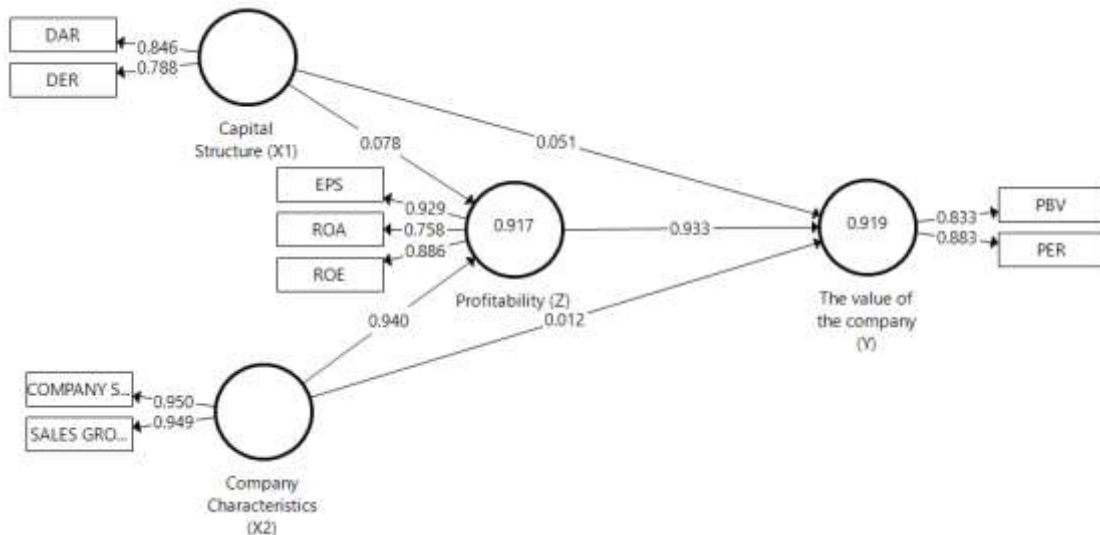 DAR
0.846
DER
0.788
Capital
Structure (X1)
0.078
0.051
EPS
0.929
ROA
0.758
ROE
0.886
0.917
Profitability (Z)
0.933
0.919
PBV
0.833
PER
0.883
The value of
the company
(Y)
0.940
0.012
COMPANY S...
0.950
SALES GRO...
0.949
Company
Characteristics
(X2)